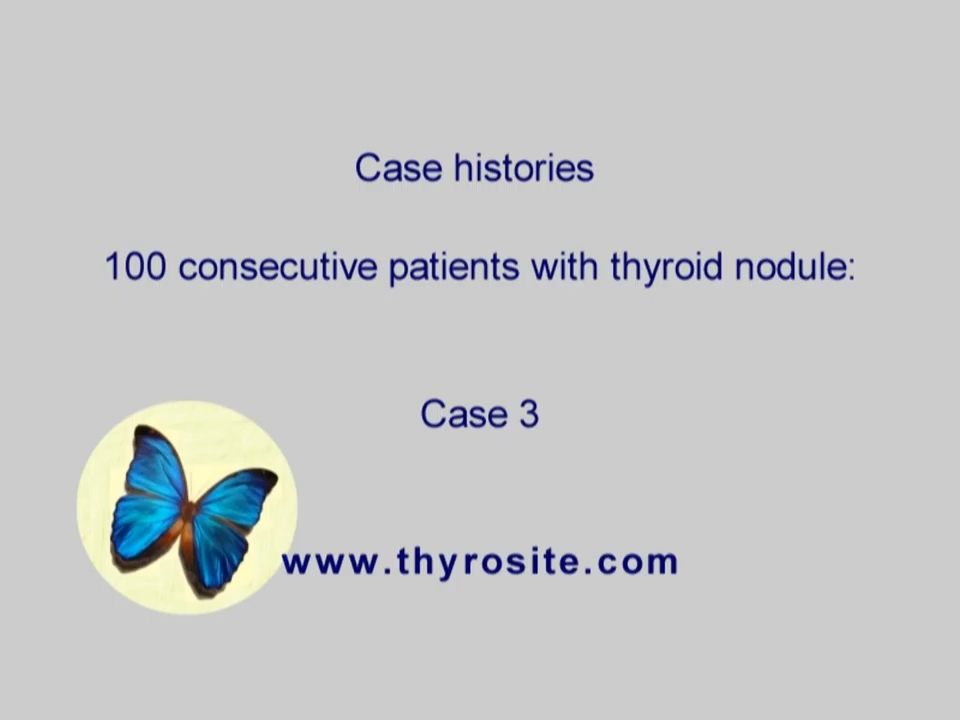 Case histories
100 consecutive patients with thyroid nodule:
Case 3
www.thyrosite.com